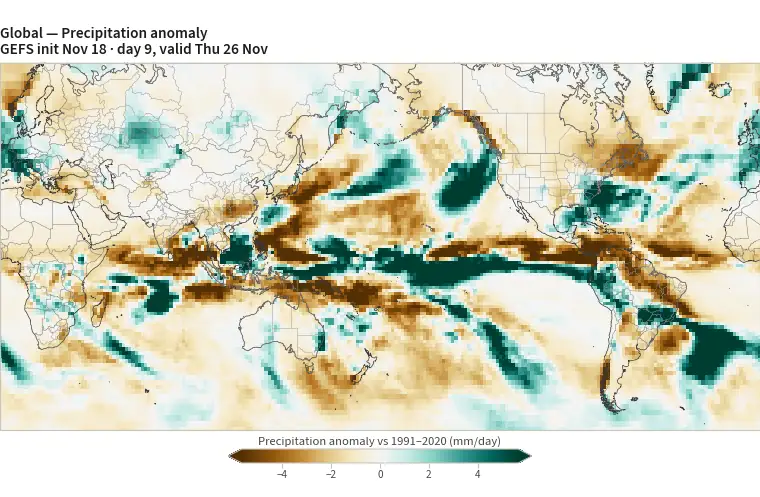 Global — Precipitation anomaly
GEFS init Nov 18 · day 9, valid Thu 26 Nov
Precipitation anomaly vs 1991–2020 (mm/day)
−4 −2 0 2 4